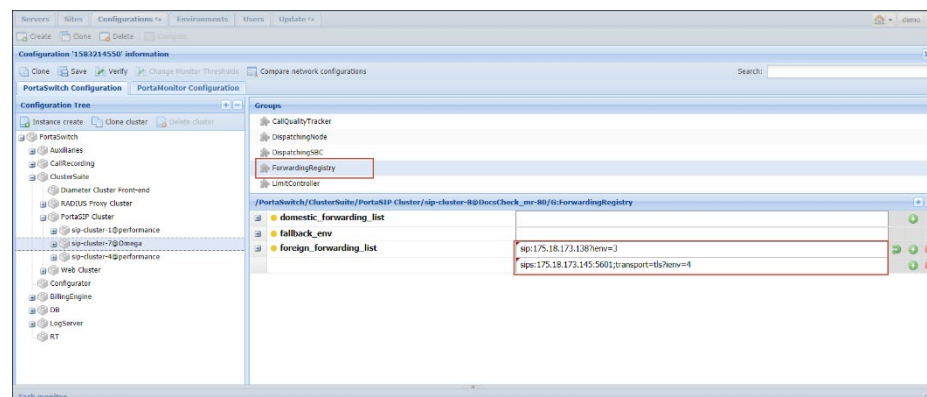 Servers Sites Configurations Environments Users Update demo
Create Clone Delete Compare
Configuration '1583214550' information
Clone Save Verify Change Monitor Thresholds Compare network configurations Search:
PortaSwitch Configuration PortaMonitor Configuration
Configuration Tree
Instance create Clone cluster Delete cluster
PortaSwitch
Auxiliaries
CallRecording
ClusterSuite
Diameter Cluster Front-end
RADIUS Proxy Cluster
PortaSIP Cluster
sip-cluster-1@performance
sip-cluster-7@Omega
sip-cluster-4@performance
Web Cluster
Configurator
BillingEngine
DB
LogServer
RT
Groups
CallQualityTracker
DispatchingNode
DispatchingSBC
ForwardingRegistry
LimitController
/PortaSwitch/ClusterSuite/PortaSIP Cluster/sip-cluster-8@DocsCheck_mr-80/G:ForwardingRegistry
domestic_forwarding_list
fallback_env
foreign_forwarding_list sip:175.18.173.138?ienv=3
sips:175.18.173.145:5601;transport=tls?ienv=4
Task monitor